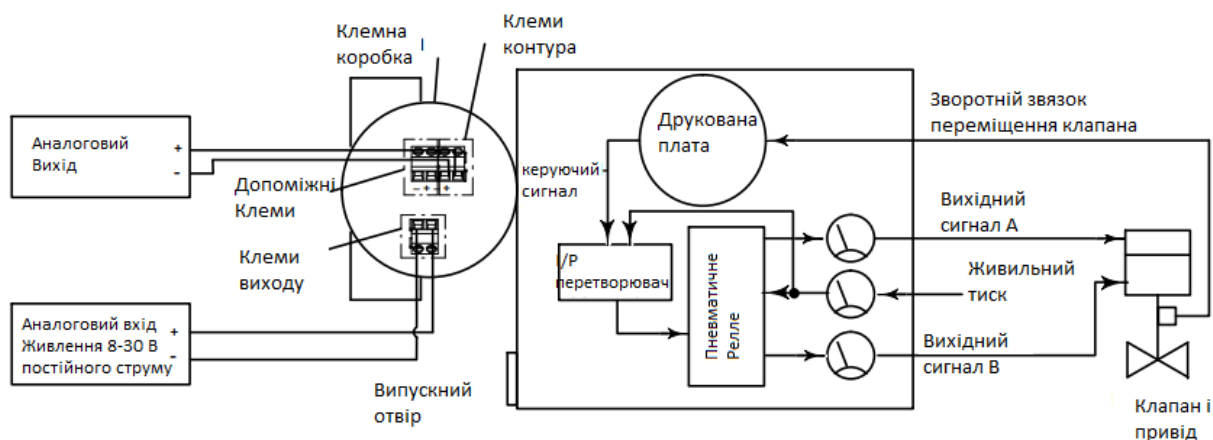 Клемна
коробка
Клеми
контура
Аналоговий
Вихід
+
-
Допоміжні
Клеми
- + - +
Клеми
виходу
Аналоговий вхід
Живлення 8-30 В
постійного струму
+
-
Випускний
отвір
Друкована
плата
керуючий
сигнал
I/P
перетворювач
Пневматичне
Релле
Зворотній звязок
переміщення клапана
Вихідний
сигнал А
Живильний
тиск
Вихідний
сигнал В
Клапан і
привід